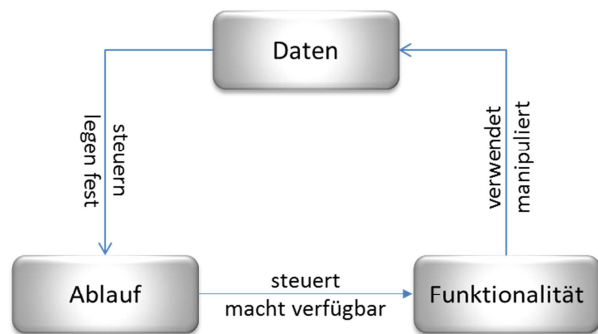 Daten
steuern
legen fest
verwendet
manipuliert
Ablauf
steuert
macht verfügbar
Funktionalität